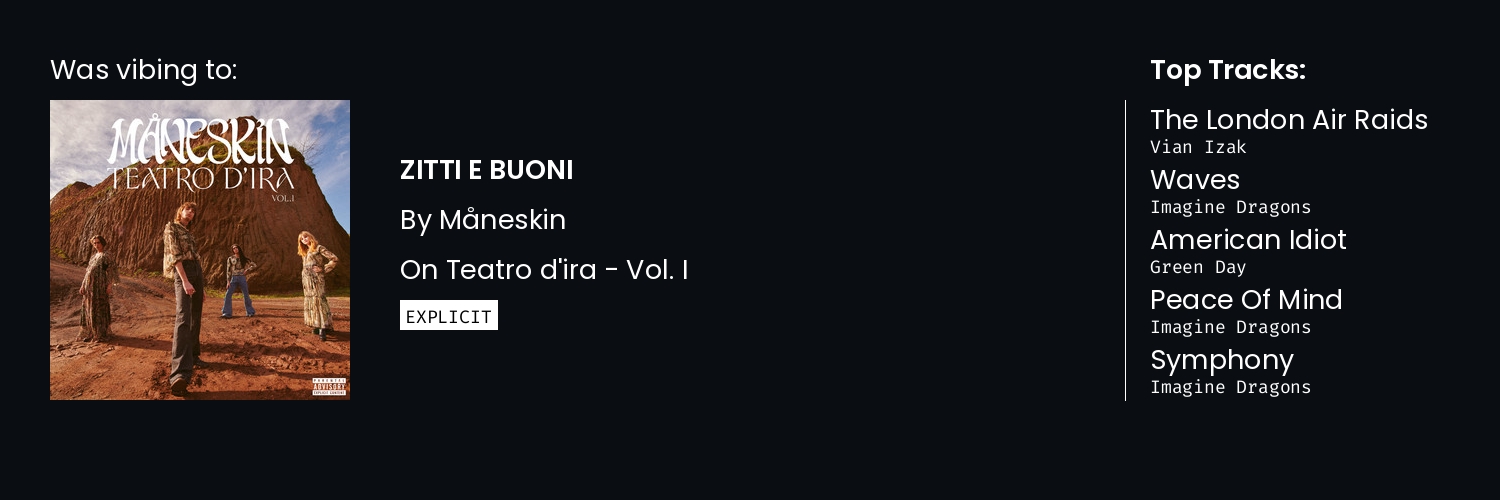 Was vibing to:
MÅNESKIN
TEATRO D'IRA
VOL.I
PARENTAL
ADVISORY
EXPLICIT CONTENT
ZITTI E BUONI
By Måneskin
On Teatro d'ira - Vol. I
EXPLICIT
Top Tracks:
The London Air Raids
Vian Izak
Waves
Imagine Dragons
American Idiot
Green Day
Peace Of Mind
Imagine Dragons
Symphony
Imagine Dragons